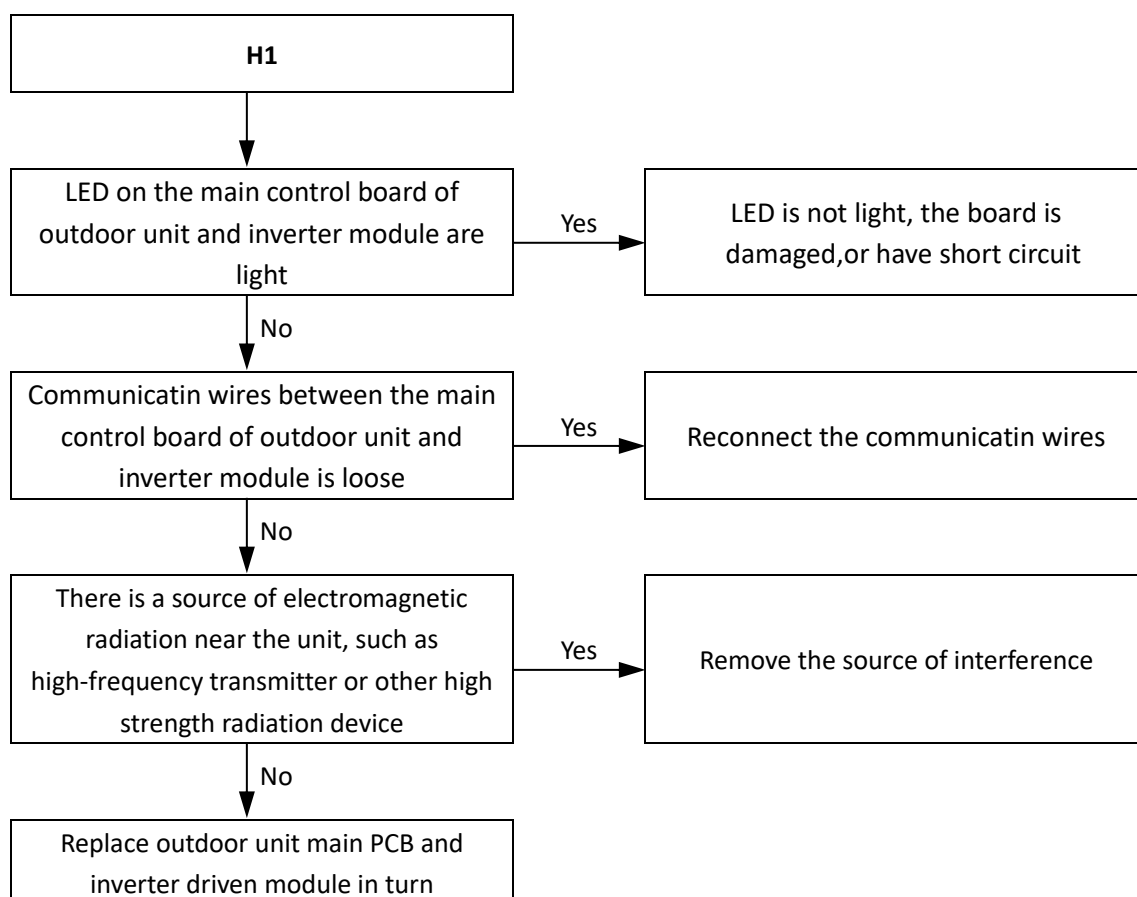 H1
LED on the main control board of
outdoor unit and inverter module are
light
Yes
LED is not light, the board is
damaged,or have short circuit
No
Communicatin wires between the main
control board of outdoor unit and
inverter module is loose
Yes
Reconnect the communicatin wires
No
There is a source of electromagnetic
radiation near the unit, such as
high-frequency transmitter or other high
strength radiation device
Yes
Remove the source of interference
No
Replace outdoor unit main PCB and
inverter driven module in turn